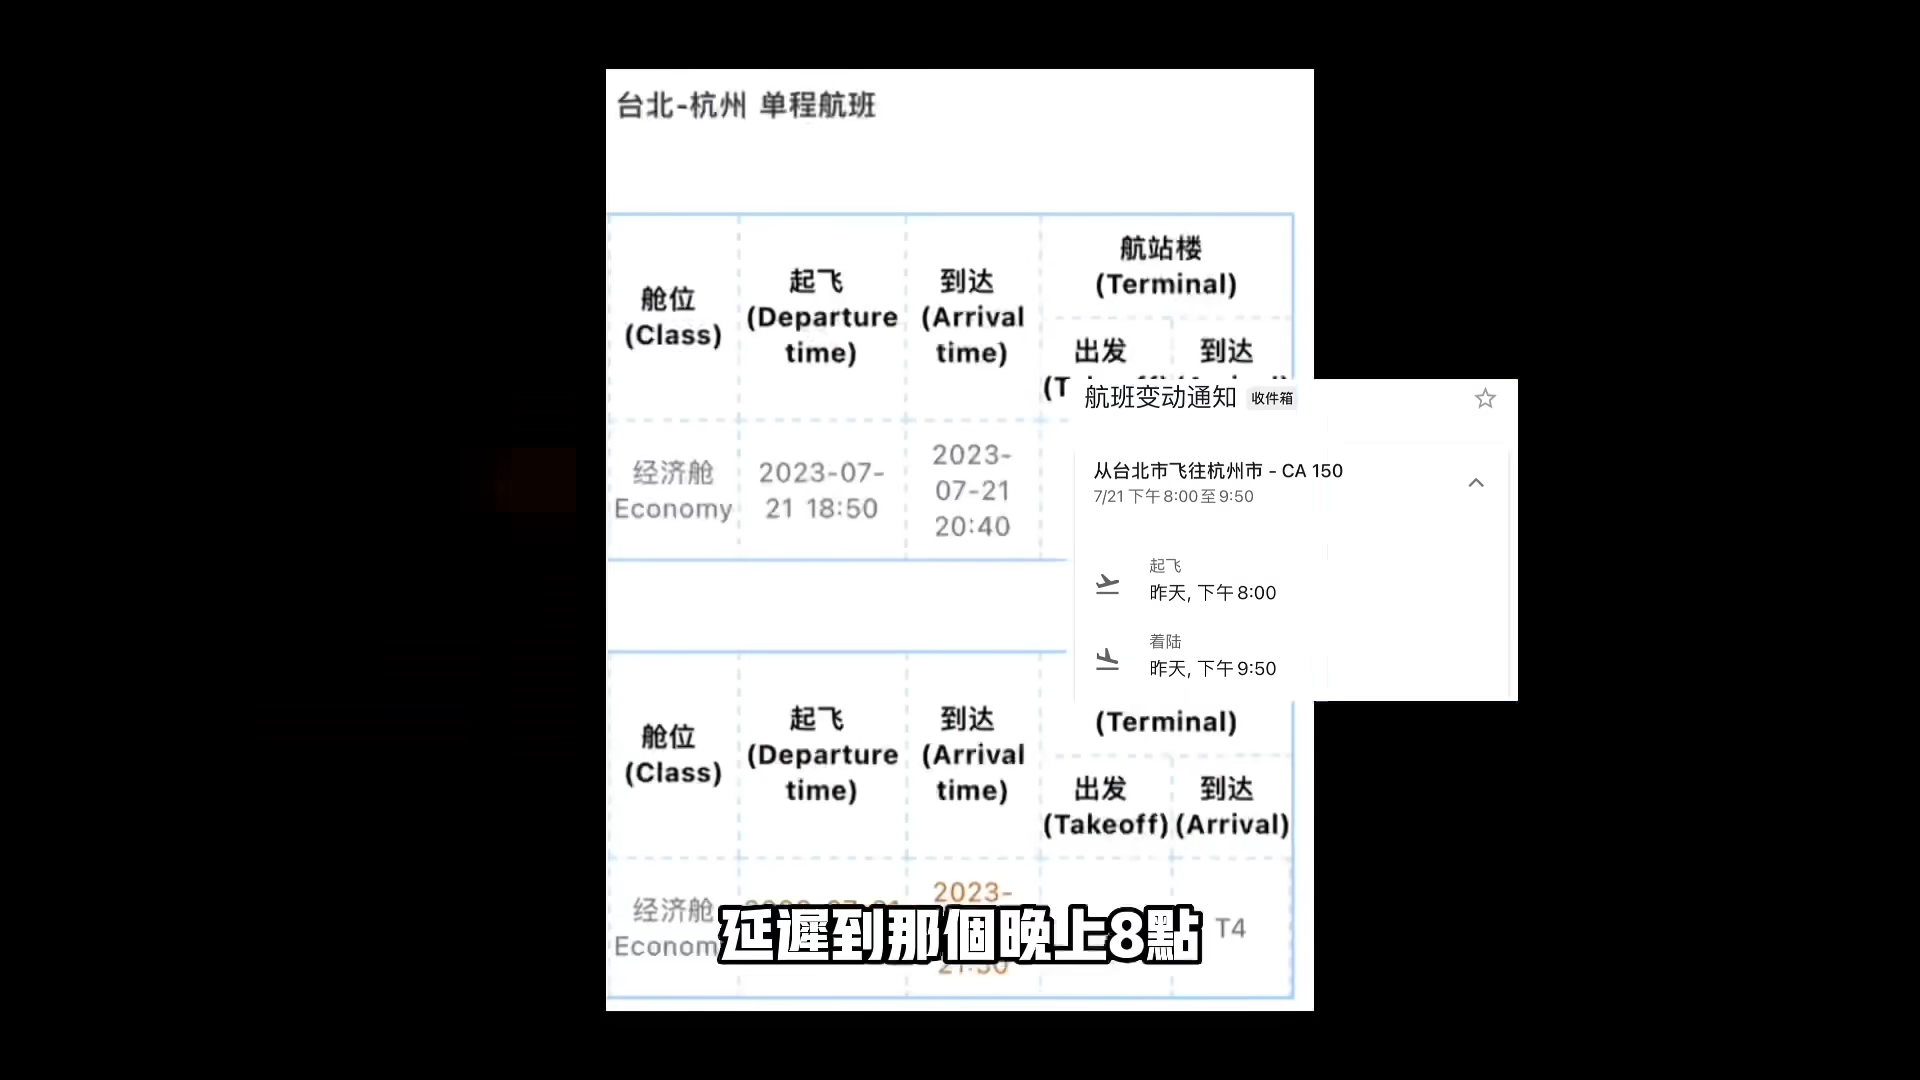 台北-杭州 单程航班
舱位
(Class)
起飞
(Departure
time)
到达
(Arrival
time)
航站楼
(Terminal)
出发
到达
经济舱
Economy
2023-07-
21 18:50
2023-
07-21
20:40
航班变动通知 收件箱
从台北市飞往杭州市 - CA 150
7/21 下午8:00至9:50
起飞
昨天, 下午8:00
着陆
昨天, 下午9:50
舱位
(Class)
起飞
(Departure
time)
到达
(Arrival
time)
(Terminal)
出发
(Takeoff)
到达
(Arrival)
经济舱
2023-
T4
延遲到那個晚上8點